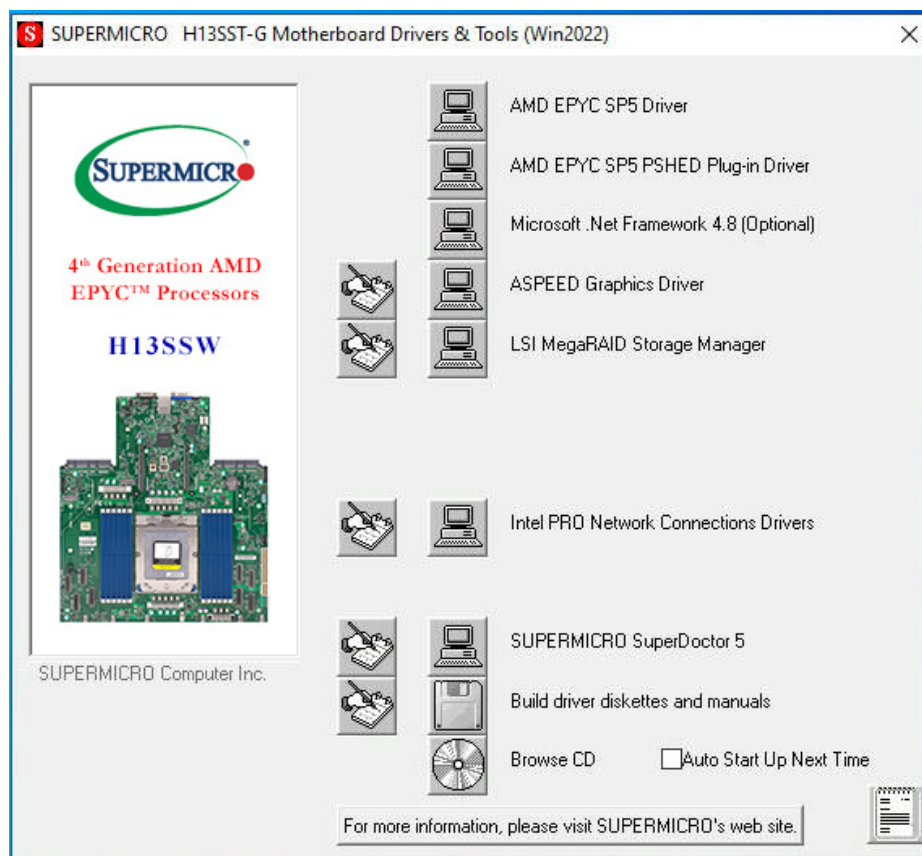 SUPERMICRO H13SST-G Motherboard Drivers & Tools (Win2022)
SUPERMICRO
4th Generation AMD
EPYC™ Processors
H13SSW
SUPERMICRO Computer Inc.
AMD EPYC SP5 Driver
AMD EPYC SP5 PSHED Plug-in Driver
Microsoft .Net Framework 4.8 (Optional)
ASPEED Graphics Driver
LSI MegaRAID Storage Manager
Intel PRO Network Connections Drivers
SUPERMICRO SuperDoctor 5
Build driver diskettes and manuals
Browse CD
Auto Start Up Next Time
For more information, please visit SUPERMICRO's web site.